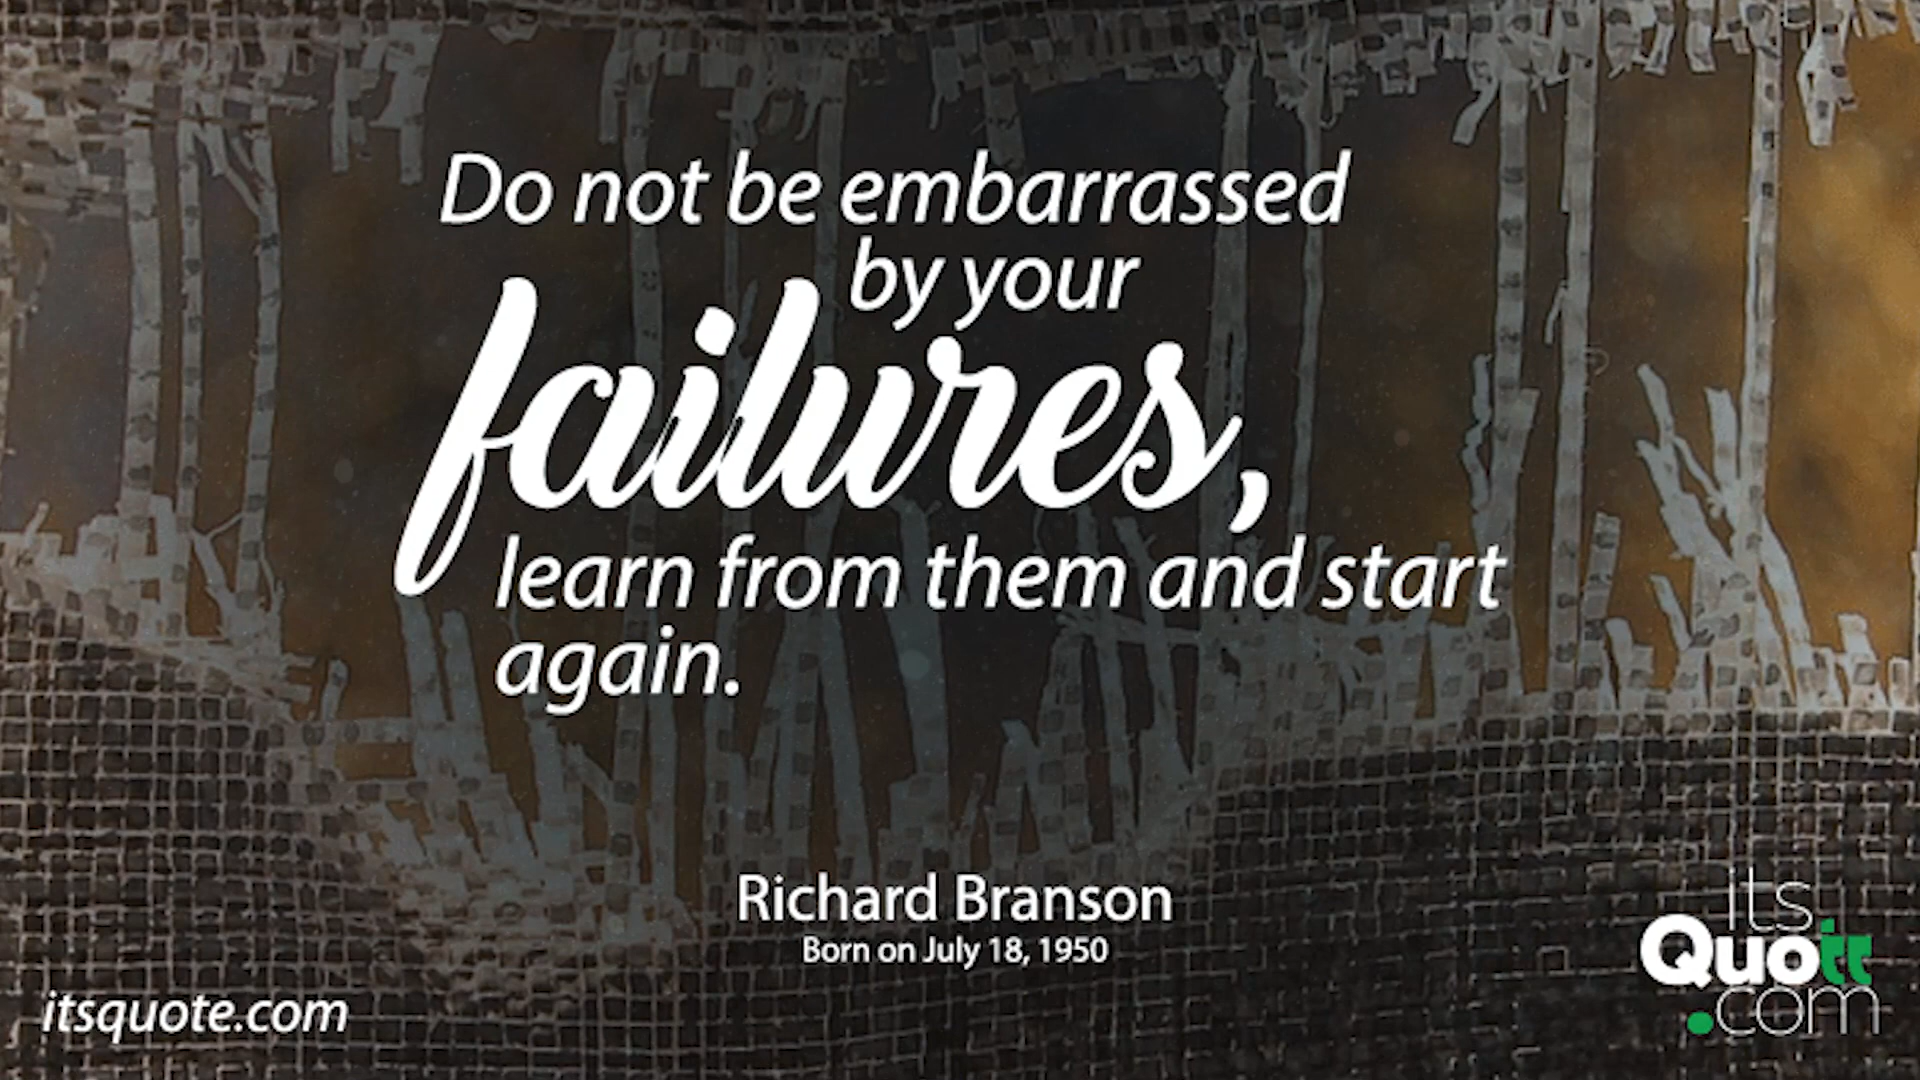 Do not be embarrassed
by your
failures,
learn from them and start
again.
Richard Branson
Born on July 18, 1950
itsquote.com
its
Quott
.com